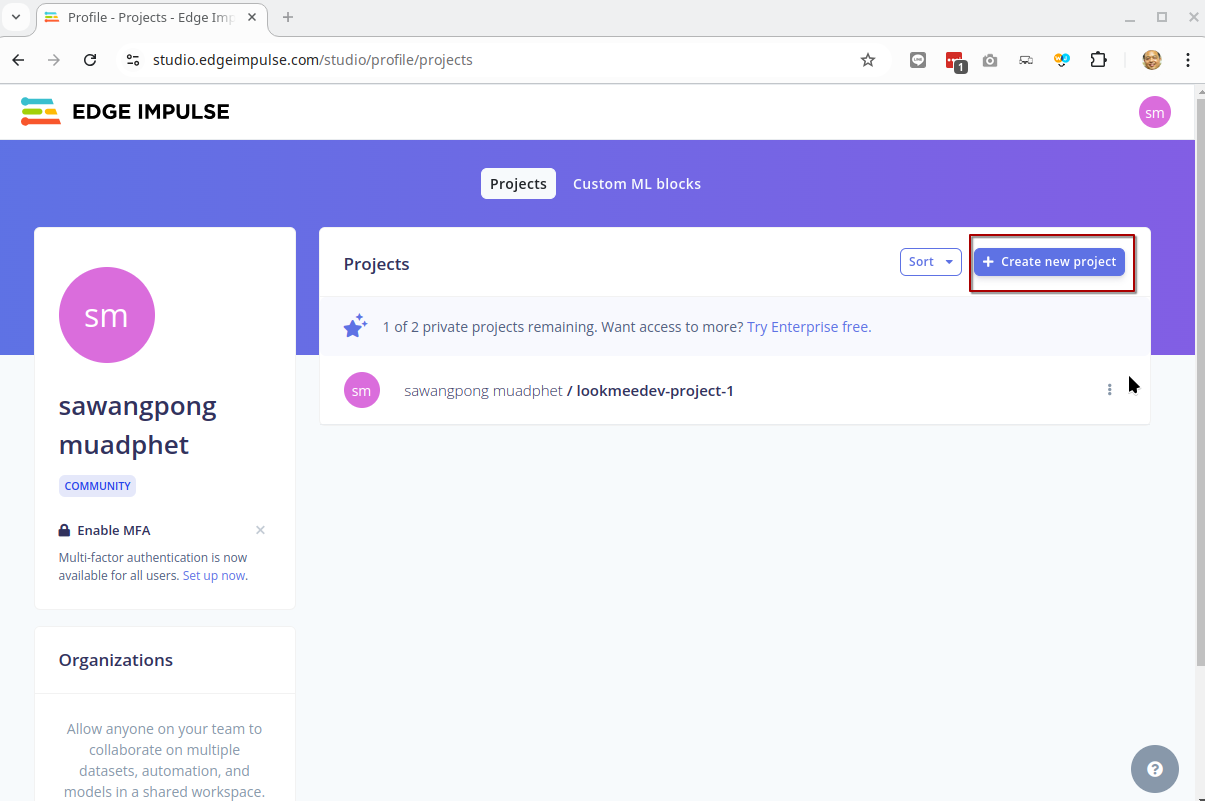 Profile - Projects - Edge Imp
studio.edgeimpulse.com/studio/profile/projects
1
EDGE IMPULSE
sm
Projects
Custom ML blocks
sm
sawangpong
muadphet
COMMUNITY
Enable MFA
Multi-factor authentication is now
available for all users. Set up now.
Organizations
Allow anyone on your team to
collaborate on multiple
datasets, automation, and
models in a shared workspace.
Projects
Sort
+ Create new project
1 of 2 private projects remaining. Want access to more? Try Enterprise free.
sm
sawangpong muadphet / lookmeedev-project-1
?